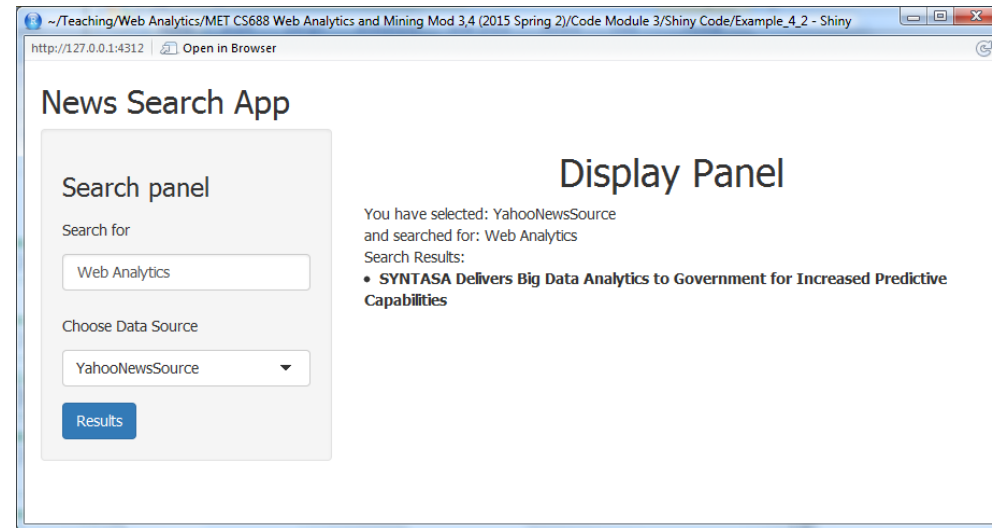 ~/Teaching/Web Analytics/MET CS688 Web Analytics and Mining Mod 3,4 (2015 Spring 2)/Code Module 3/Shiny Code/Example_4_2 - Shiny
http://127.0.0.1:4312 Open in Browser
News Search App
Search panel
Search for
Web Analytics
Choose Data Source
YahooNewsSource
Results
Display Panel
You have selected: YahooNewsSource
and searched for: Web Analytics
Search Results:
• SYNTASA Delivers Big Data Analytics to Government for Increased Predictive
Capabilities